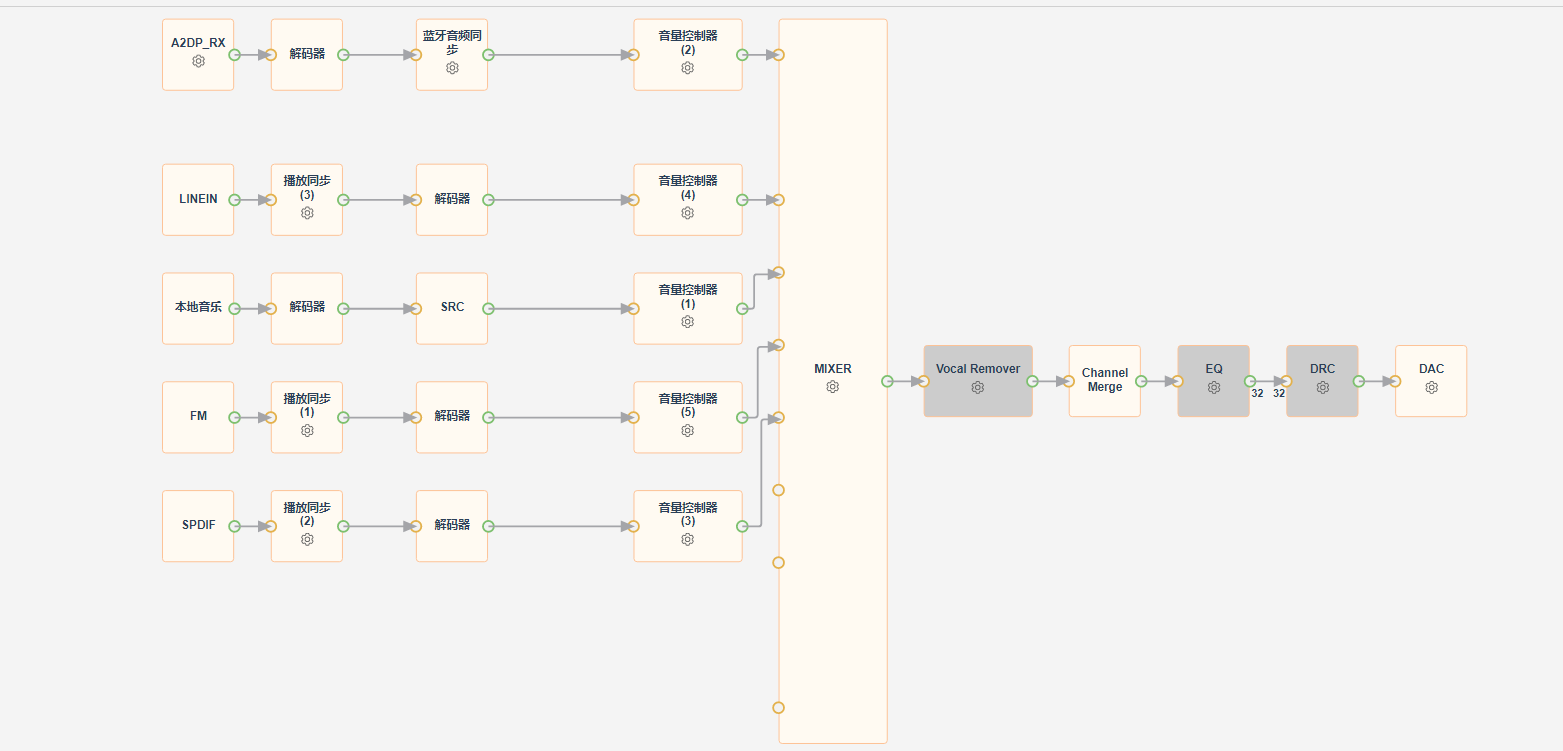 A2DP_RX
解码器
蓝牙音频同
步
音量控制器
(2)
LINEIN
播放同步
(3)
解码器
音量控制器
(4)
本地音乐
解码器
SRC
音量控制器
(1)
FM
播放同步
(1)
解码器
音量控制器
(5)
SPDIF
播放同步
(2)
解码器
音量控制器
(3)
MIXER
Vocal Remover
Channel
Merge
EQ
32 32
DRC
DAC